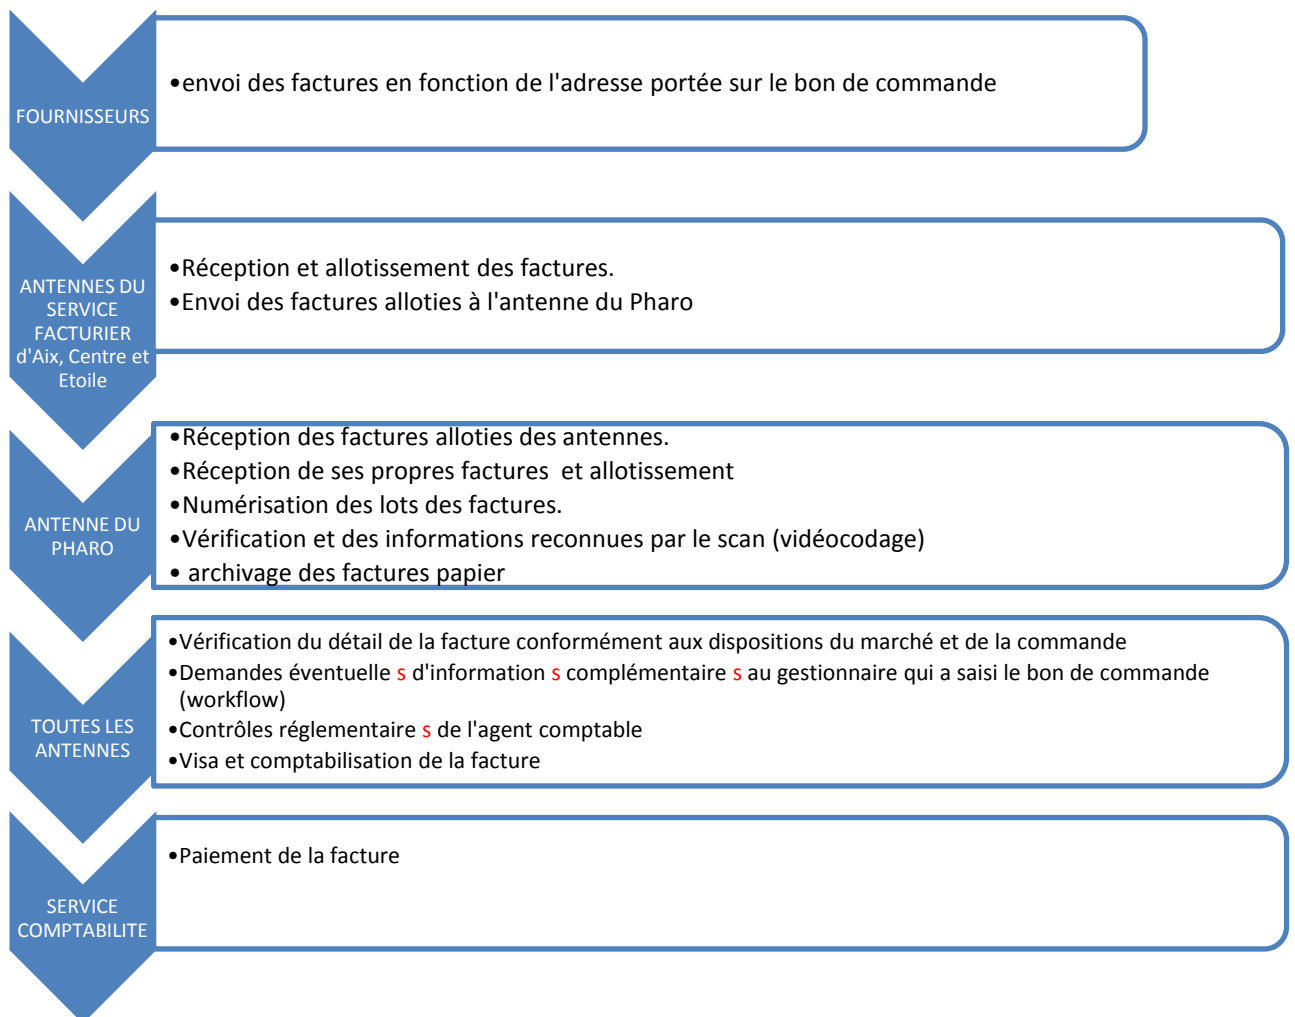 FOURNISSEURS
•envoi des factures en fonction de l'adresse portée sur le bon de commande
ANTENNES DU
SERVICE
FACTURIER
d'Aix, Centre et
Etoile
•Réception et allotissement des factures.
•Envoi des factures alloties à l'antenne du Pharo
ANTENNE DU
PHARO
•Réception des factures alloties des antennes.
•Réception de ses propres factures et allotissement
•Numérisation des lots des factures.
•Vérification et des informations reconnues par le scan (vidéocodage)
• archivage des factures papier
TOUTES LES
ANTENNES
•Vérification du détail de la facture conformément aux dispositions du marché et de la commande
•Demandes éventuelle s d'information s complémentaire s au gestionnaire qui a saisi le bon de commande
(workflow)
•Contrôles réglementaire s de l'agent comptable
•Visa et comptabilisation de la facture
SERVICE
COMPTABILITE
•Paiement de la facture